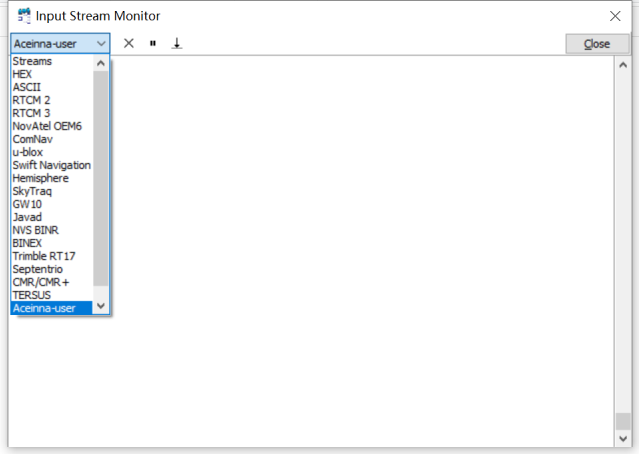 Input Stream Monitor
Aceinna-user
Close
Streams
HEX
ASCII
RTCM 2
RTCM 3
NovAtel OEM6
ComNav
u-blox
Swift Navigation
Hemisphere
SkyTraq
GW10
Javad
NVS BINR
BINEX
Trimble RT17
Septentrio
CMR/CMR+
TERSUS
Aceinna-user